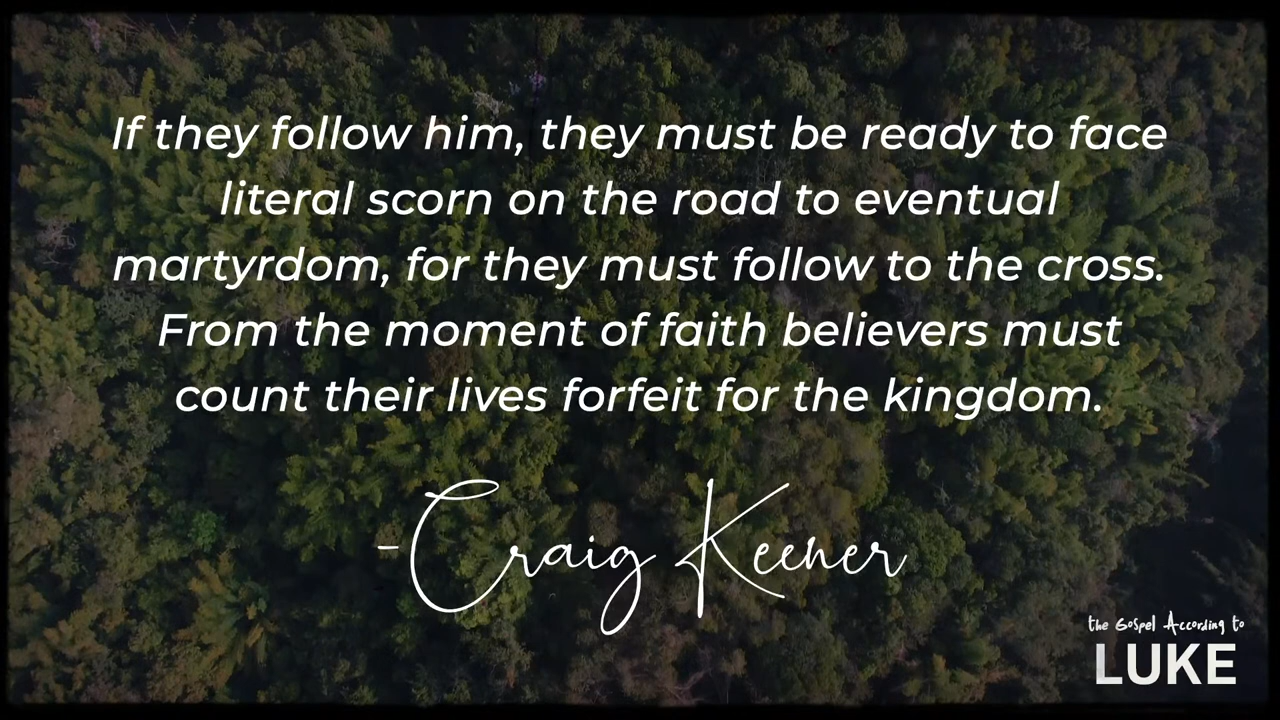 If they follow him, they must be ready to face
literal scorn on the road to eventual
martyrdom, for they must follow to the cross.
From the moment of faith believers must
count their lives forfeit for the kingdom.
-Craig Keener
the Gospel According to
LUKE